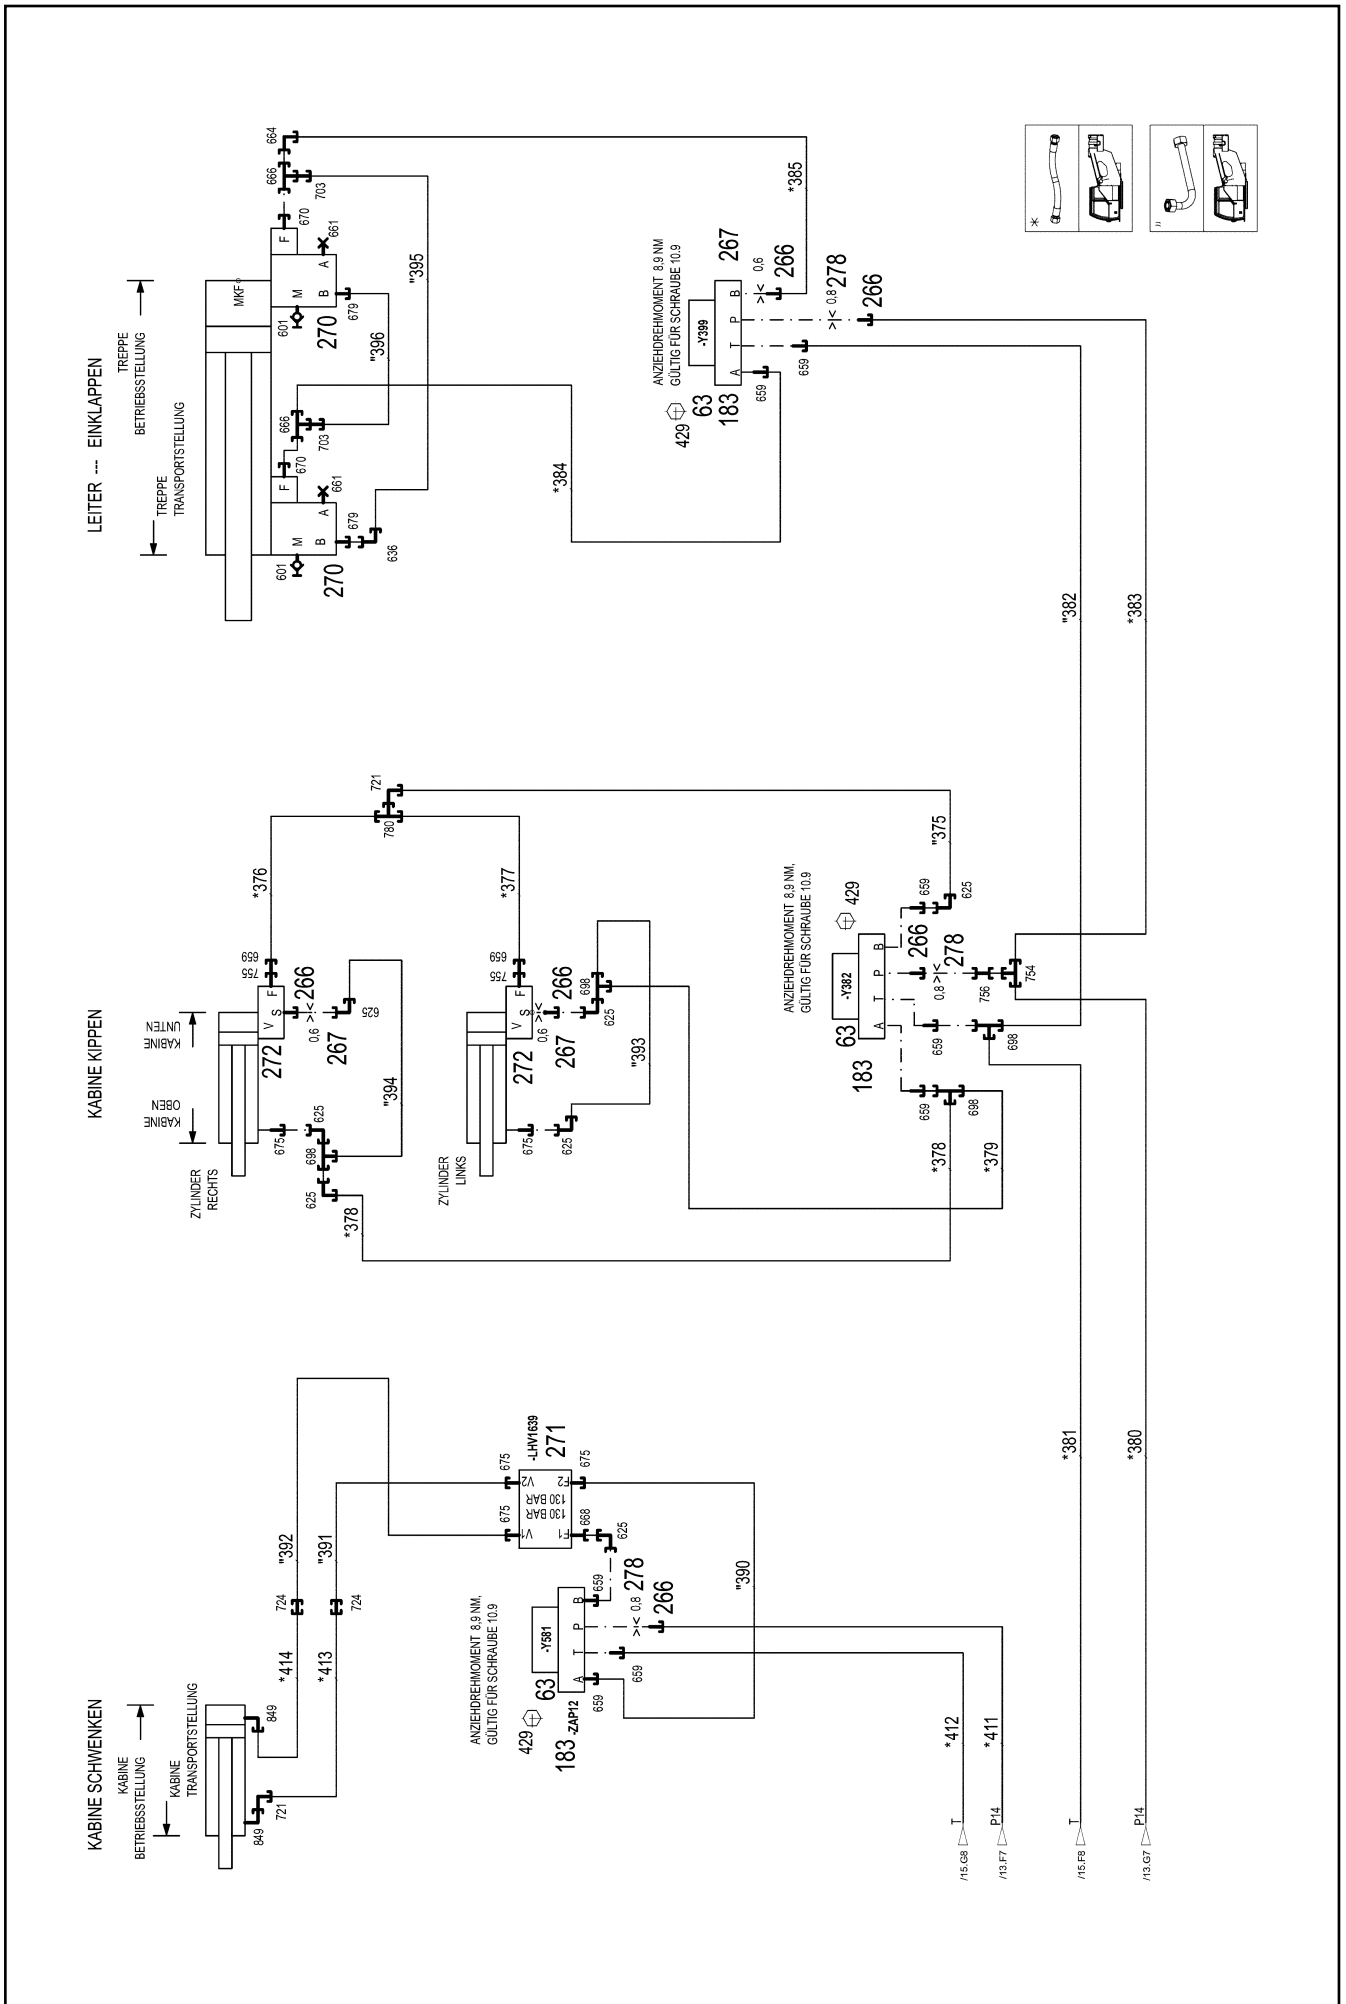 KABINE SCHWENKEN
KABINE
BETRIEBSSTELLUNG
KABINE
TRANSPORTSTELLUNG
849
849
721
*414
*413
724
724
"392
"391
ANZIEHDREHMOMENT 8,9 NM,
GÜLTIG FÜR SCHRAUBE 10.9
429
63
183
-ZAP12
-Y581
A
T
P
B
659
659
659
0,8
278
266
"390
-LHV1639
271
675
675
675
V1
V2
130 BAR
130 BAR
F1
F2
668
625
*412
*411
T
/15.G8
P14
/13.F7
T
/15.F8
P14
/13.G7
*381
*380
KABINE KIPPEN
KABINE
OBEN
KABINE
UNTEN
ZYLINDER
RECHTS
675
625
698
625
*378
272
V
S
F
755
659
0,6
266
267
625
"394
*376
ZYLINDER
LINKS
675
625
272
V
S
F
755
659
0,6
266
267
698
625
"393
*377
780
721
"375
ANZIEHDREHMOMENT 8,9 NM,
GÜLTIG FÜR SCHRAUBE 10.9
429
63
183
-Y382
A
T
P
B
659
698
659
698
266
0,8
278
756
754
659
625
*378
*379
LEITER --- EINKLAPPEN
TREPPE
BETRIEBSSTELLUNG
TREPPE
TRANSPORTSTELLUNG
MKF
601
M
B
A
F
270
661
670
679
636
666
703
601
M
B
A
F
270
661
670
679
666
703
664
"396
"395
*384
*385
ANZIEHDREHMOMENT 8,9 NM
GÜLTIG FÜR SCHRAUBE 10.9
429
63
183
-Y399
A
T
P
B
267
0,6
266
0,8
278
266
659
659
"382
*383
*
"